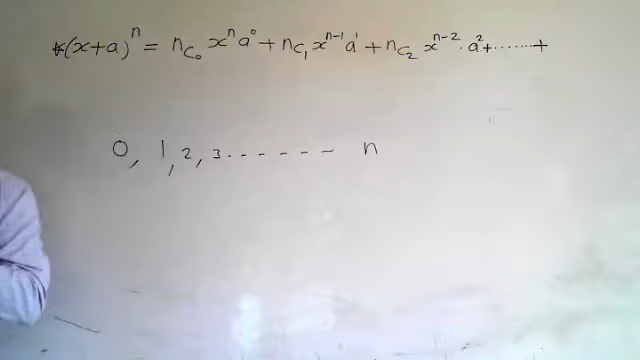 *(x+a)^n = nC₀ x^n a^0 + nC₁ x^{n-1} a^1 + nC₂ x^{n-2} . a^2 + ....... +
0, 1, 2, 3 . - - - - - - n